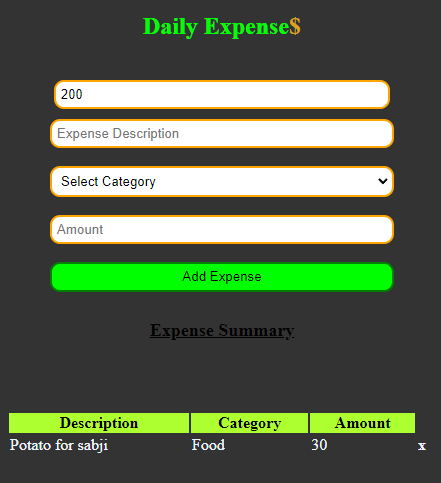 Daily Expense$
200
Expense Description
Select Category
Amount
Add Expense
Expense Summary
Description Category Amount
Potato for sabji Food 30 x